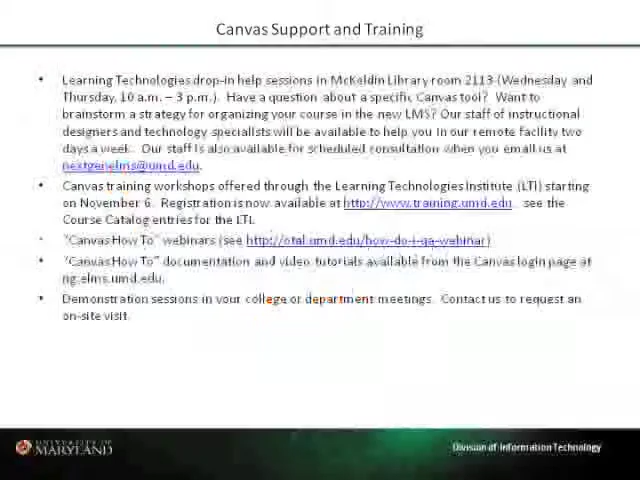 Canvas Support and Training
• Learning Technologies drop-in help sessions in McKeldin Library room 2113 (Wednesday and
Thursday, 10 a.m. – 3 p.m.). Have a question about a specific Canvas tool? Want to
brainstorm a strategy for organizing your course in the new LMS? Our staff of instructional
designers and technology specialists will be available to help you in our remote facility two
days a week. Our staff is also available for scheduled consultation when you email us at
nextgenelms@umd.edu.
• Canvas training workshops offered through the Learning Technologies Institute (LTI) starting
on November 6. Registration is now available at http://www.training.umd.edu. see the
Course Catalog entries for the LTI.
• "Canvas How To" webinars (see http://otal.umd.edu/how-do-i-qa-webinar)
• "Canvas How To" documentation and video tutorials available from the Canvas login page at
ng.elms.umd.edu.
• Demonstration sessions in your college or department meetings. Contact us to request an
on-site visit.
UNIVERSITY OF
MARYLAND
Division of Information Technology